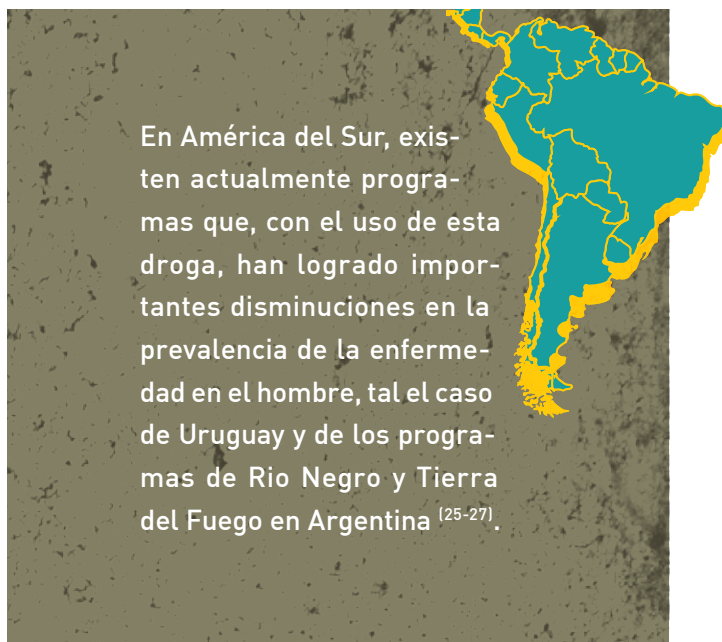 En América del Sur, exis-
ten actualmente progra-
mas que, con el uso de esta
droga, han logrado impor-
tantes disminuciones en la
prevalencia de la enferme-
dad en el hombre, tal el caso
de Uruguay y de los progra-
mas de Rio Negro y Tierra
del Fuego en Argentina (25-27).